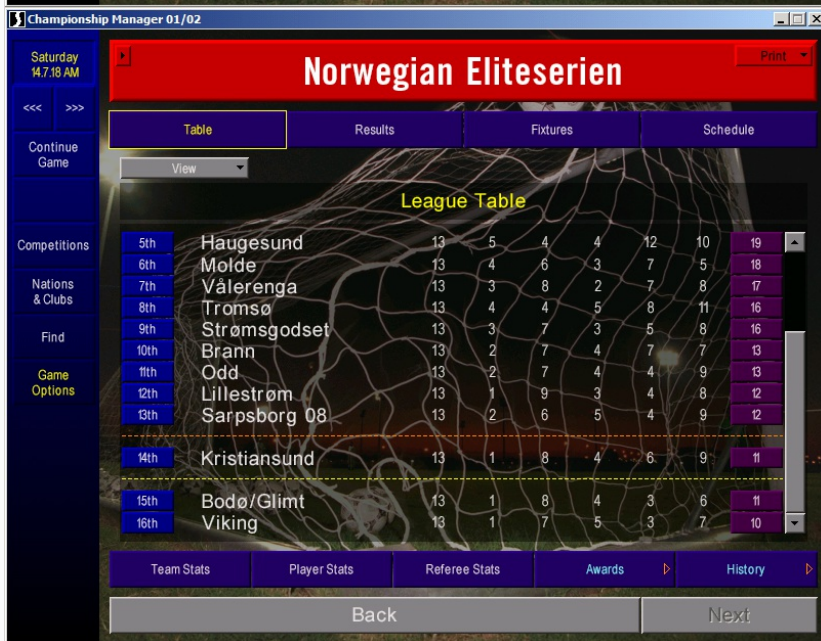 Championship Manager 01/02
Saturday
14.7.18 AM
<<< >>>
Continue
Game
Competitions
Nations
& Clubs
Find
Game
Options
Norwegian Eliteserien
Print
Table Results Fixtures Schedule
View
League Table
5th Haugesund 13 5 4 4 12 10 19
6th Molde 13 4 6 3 7 5 18
7th Vålerenga 13 3 8 2 7 8 17
8th Tromsø 13 4 4 5 8 11 16
9th Strømsgodset 13 3 7 3 5 8 16
10th Brann 13 2 7 4 7 7 13
11th Odd 13 2 7 4 4 9 13
12th Lillestrøm 13 1 9 3 4 8 12
13th Sarpsborg 08 13 2 6 5 4 9 12
14th Kristiansund 13 1 8 4 6 9 11
15th Bodø/Glimt 13 1 8 4 3 6 11
16th Viking 13 1 7 5 3 7 10
Team Stats Player Stats Referee Stats Awards History
Back Next